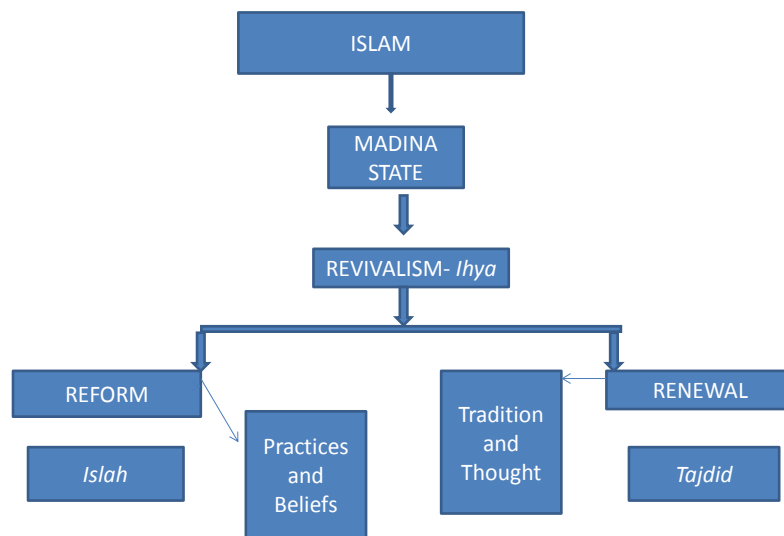 ISLAM
MADINA
STATE
REVIVALISM- Ihya
REFORM
Practices
and
Beliefs
Islah
Tradition
and
Thought
RENEWAL
Tajdid